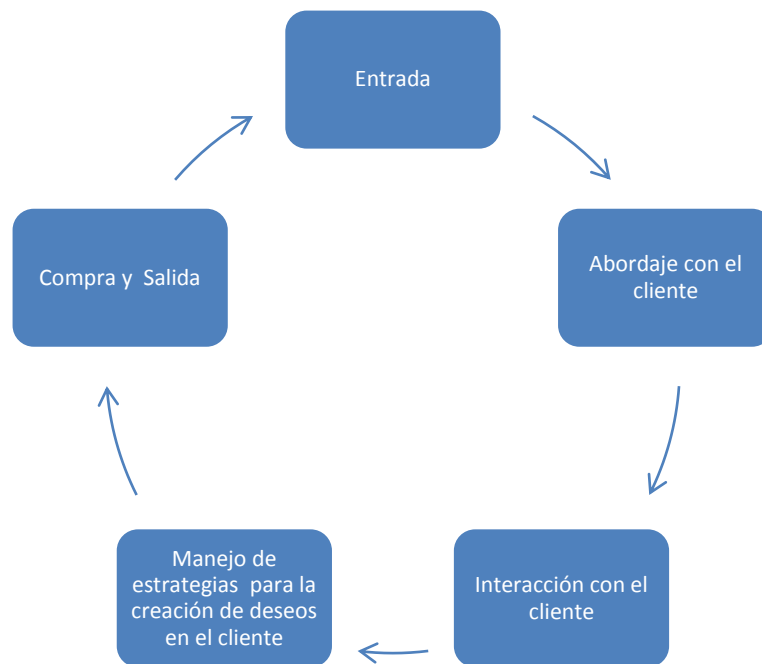 Entrada
Abordaje con el
cliente
Interacción con el
cliente
Manejo de
estrategias  para la
creación de deseos
en el cliente
Compra y  Salida